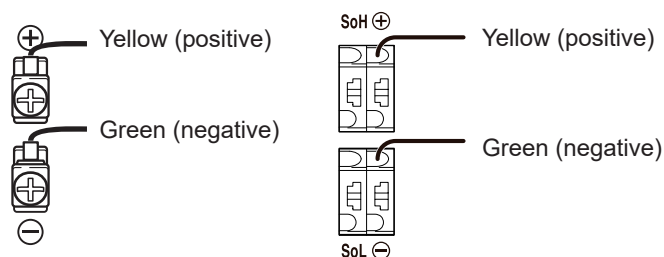 SoH ⊕
⊕ Yellow (positive)
Yellow (positive)
Green (negative)
Green (negative)
⊖
SoL ⊖